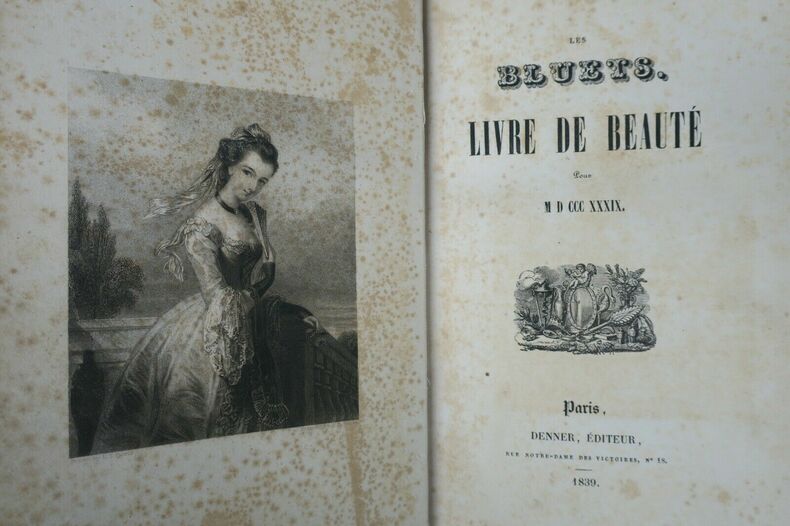 LES
BLUETS.
LIVRE DE BEAUTÉ
Pour
M D CCC XXXIX.
Paris,
DENNER, ÉDITEUR,
RUE NOTRE-DAME DES VICTOIRES, Nº 18.
1839.